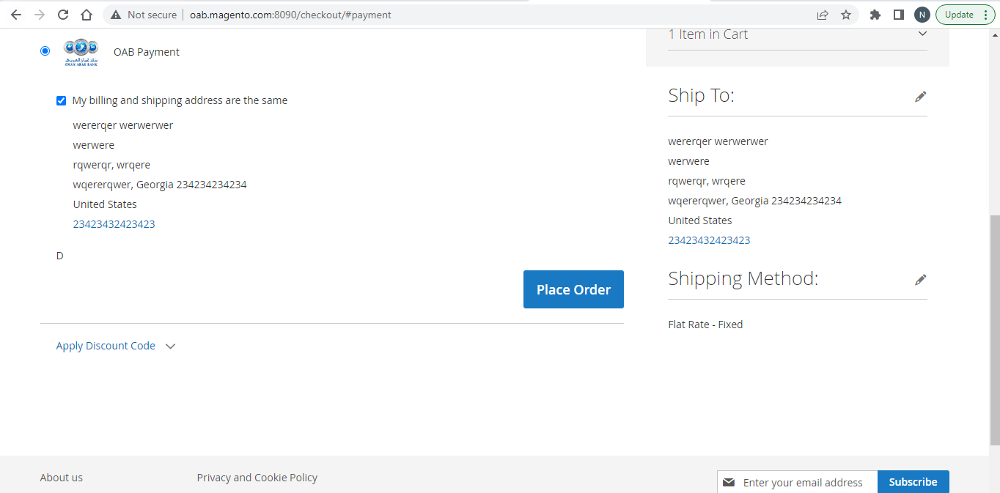 Not secure
oab.magento.com:8090/checkout/#payment
N
Update
1 Item in Cart
بنك عُمان العربي
OMAN ARAB BANK
OAB Payment
My billing and shipping address are the same
wererqer werwerwer
werwere
rqwerqr, wrqere
wqererqwer, Georgia 234234234234
United States
23423432423423
D
Place Order
Apply Discount Code
Ship To:
wererqer werwerwer
werwere
rqwerqr, wrqere
wqererqwer, Georgia 234234234234
United States
23423432423423
Shipping Method:
Flat Rate - Fixed
About us
Privacy and Cookie Policy
Enter your email address
Subscribe